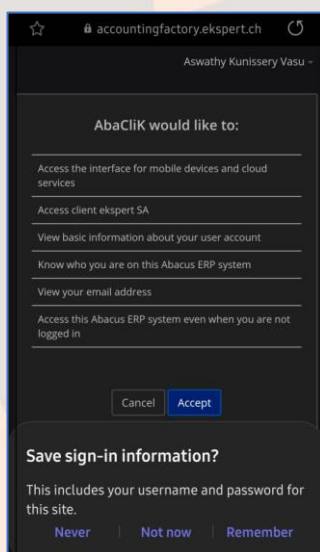 accountingfactory.ekspert.ch
Aswathy Kunissery Vasu
AbaCliK would like to:
Access the interface for mobile devices and cloud
services
Access client ekspert SA
View basic information about your user account
Know who you are on this Abacus ERP system
View your email address
Access this Abacus ERP system even when you are not
logged in
Cancel Accept
Save sign-in information?
This includes your username and password for
this site.
Never Not now Remember